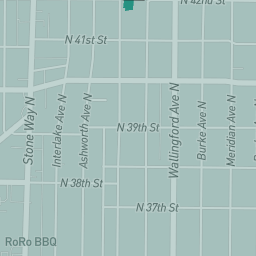 N 42nd St
N 41st St
Stone Way N
Interlake Ave N
Ashworth Ave N
N 39th St
Wallingford Ave N
Burke Ave N
Meridian Ave N
N 38th St
N 37th St
RoRo BBQ